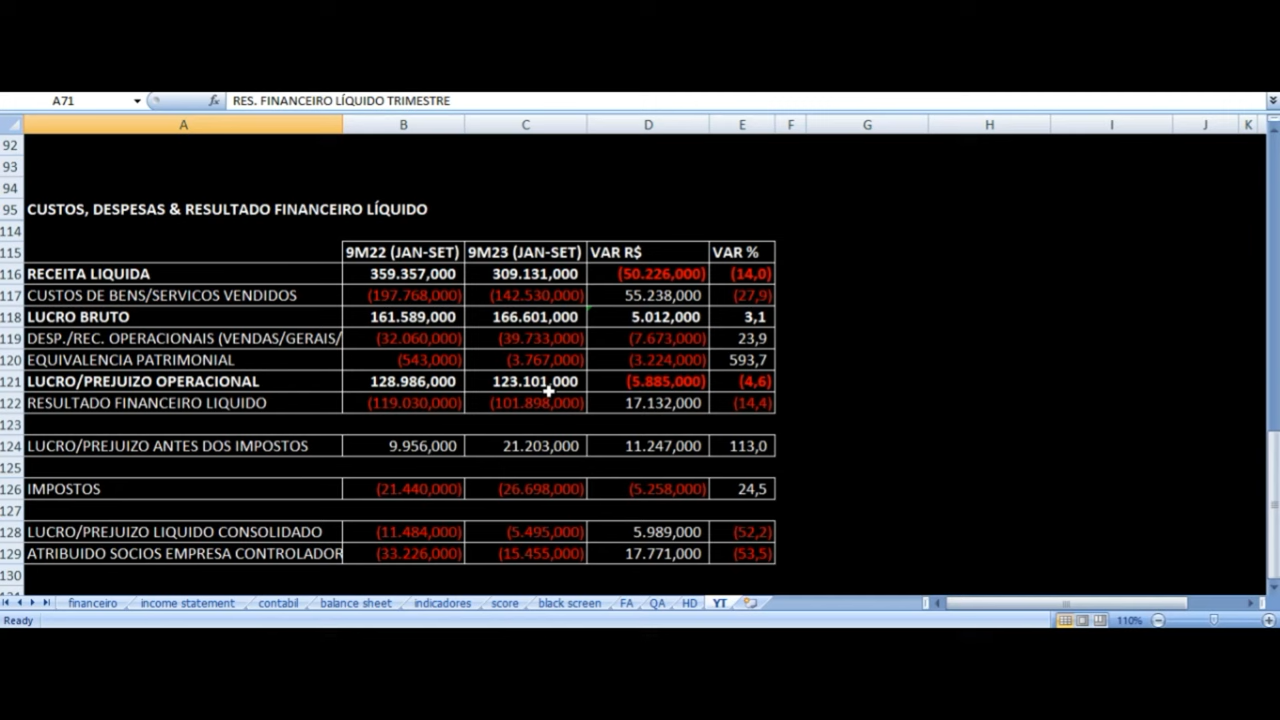 A71 fx RES. FINANCEIRO LÍQUIDO TRIMESTRE
A B C D E F G H I J K
92
93
94
95 CUSTOS, DESPESAS & RESULTADO FINANCEIRO LÍQUIDO
114
115 9M22 (JAN-SET) 9M23 (JAN-SET) VAR R$ VAR %
116 RECEITA LIQUIDA 359.357,000 309.131,000 (50.226,000) (14,0)
117 CUSTOS DE BENS/SERVICOS VENDIDOS (197.768,000) (142.530,000) 55.238,000 (27,9)
118 LUCRO BRUTO 161.589,000 166.601,000 5.012,000 3,1
119 DESP./REC. OPERACIONAIS (VENDAS/GERAIS/ (32.060,000) (39.733,000) (7.673,000) 23,9
120 EQUIVALENCIA PATRIMONIAL (543,000) (3.767,000) (3.224,000) 593,7
121 LUCRO/PREJUIZO OPERACIONAL 128.986,000 123.101,000 (5.885,000) (4,6)
122 RESULTADO FINANCEIRO LIQUIDO (119.030,000) (101.898,000) 17.132,000 (14,4)
123
124 LUCRO/PREJUIZO ANTES DOS IMPOSTOS 9.956,000 21.203,000 11.247,000 113,0
125
126 IMPOSTOS (21.440,000) (26.698,000) (5.258,000) 24,5
127
128 LUCRO/PREJUIZO LIQUIDO CONSOLIDADO (11.484,000) (5.495,000) 5.989,000 (52,2)
129 ATRIBUIDO SOCIOS EMPRESA CONTROLADOR (33.226,000) (15.455,000) 17.771,000 (53,5)
130
financeiro income statement contabil balance sheet indicadores score black screen FA QA HD YT
Ready 110%